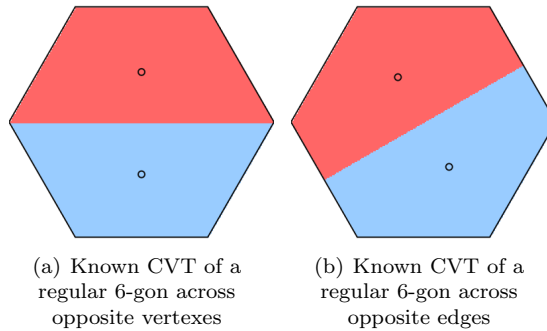 (a) Known CVT of a
regular 6-gon across
opposite vertexes
(b) Known CVT of a
regular 6-gon across
opposite edges